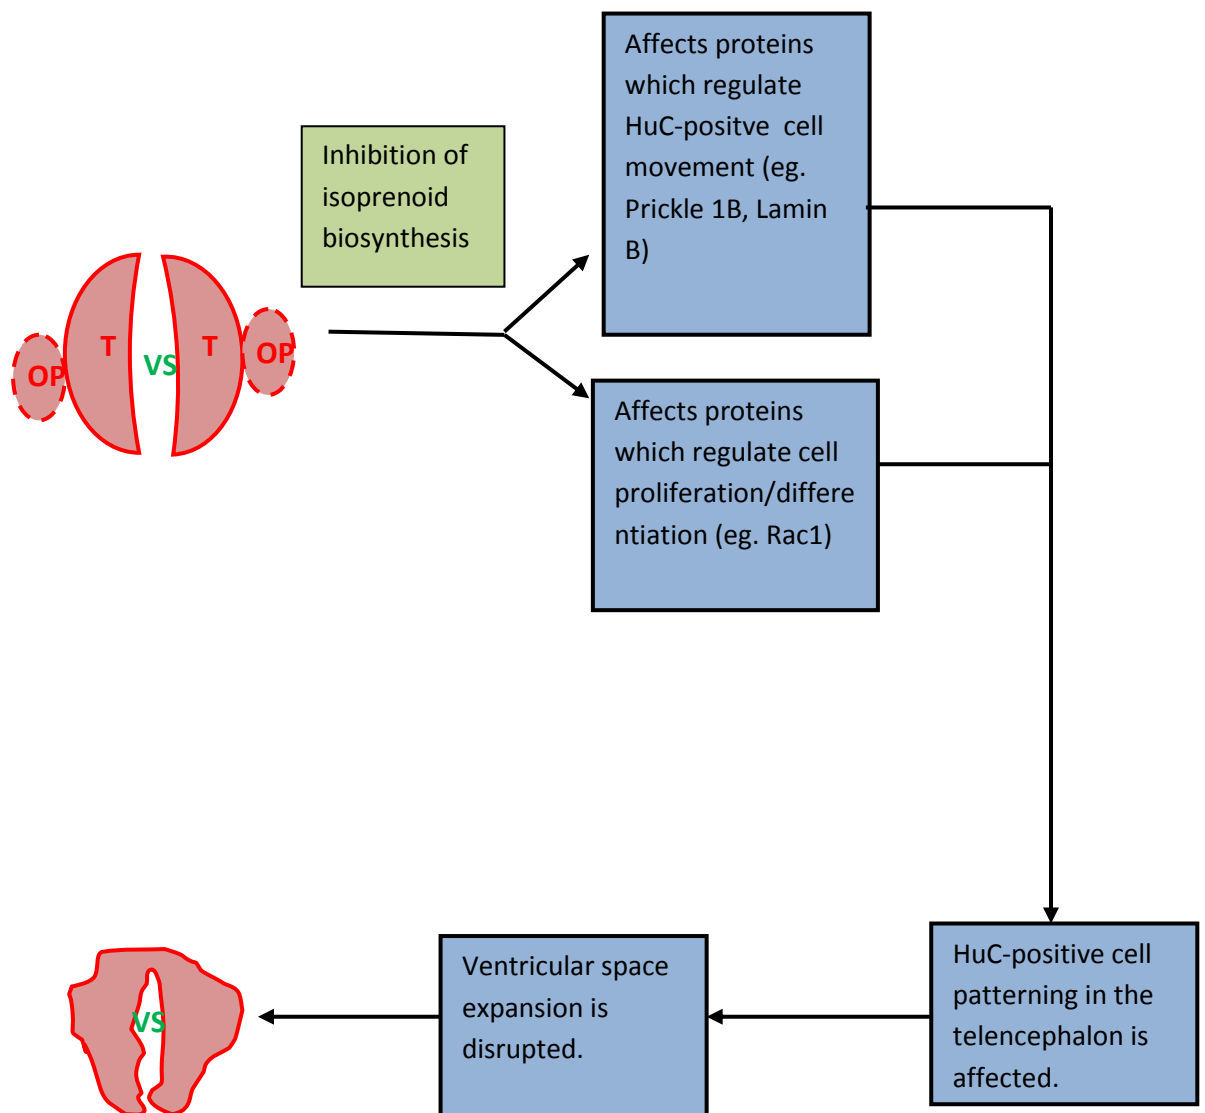 Affects proteins
which regulate
HuC-positve cell
movement (eg.
Prickle 1B, Lamin
B)
Inhibition of
isoprenoid
biosynthesis
OP
T
VS
T
OP
Affects proteins
which regulate cell
proliferation/differe
ntiation (eg. Rac1)
HuC-positive cell
patterning in the
telencephalon is
affected.
Ventricular space
expansion is
disrupted.
VS